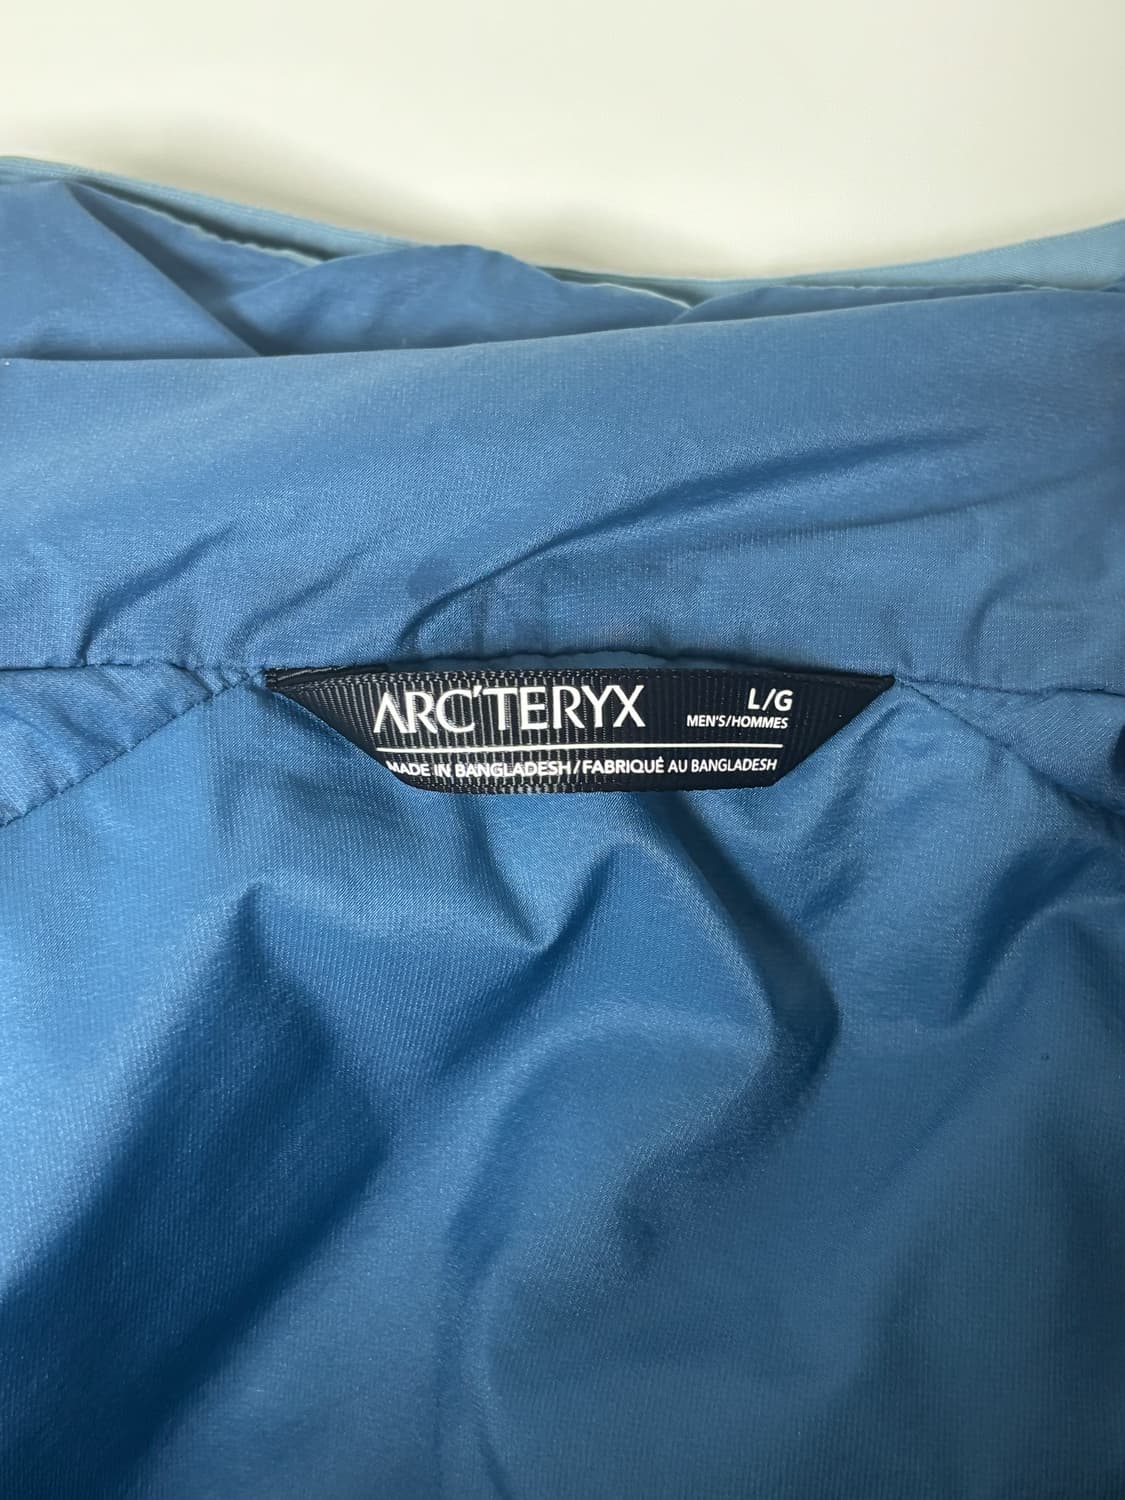 ARC'TERYX L/G
MEN'S/HOMMES
MADE IN BANGLADESH/FABRIQUÉ AU BANGLADESH